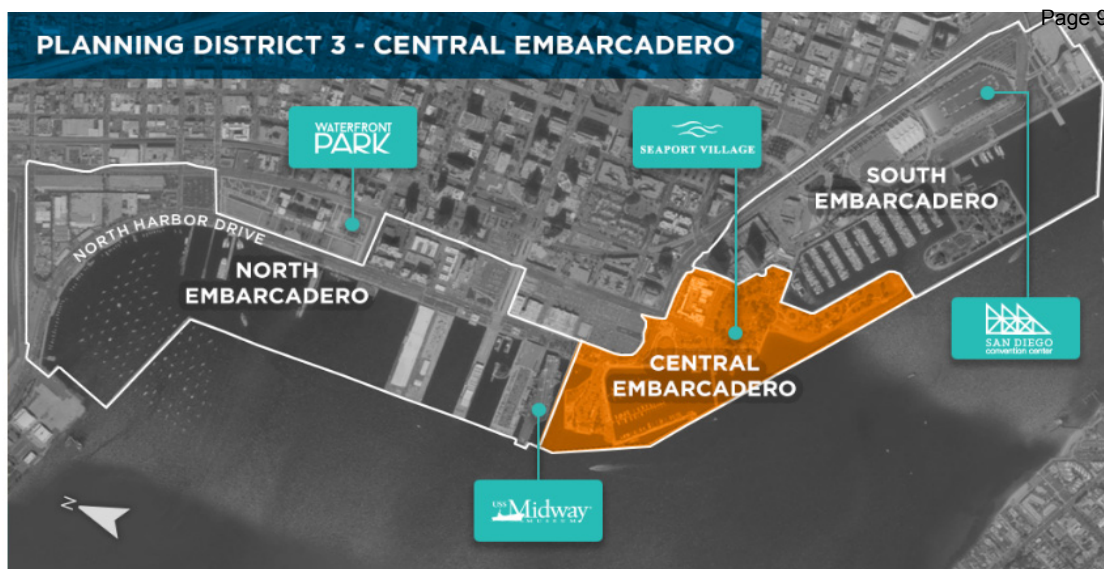 Page 9
PLANNING DISTRICT 3 - CENTRAL EMBARCADERO
WATERFRONT
PARK
SEAPORT VILLAGE
SOUTH
EMBARCADERO
NORTH HARBOR DRIVE
NORTH
EMBARCADERO
CENTRAL
EMBARCADERO
SAN DIEGO
convention center
USS Midway
MUSEUM
N